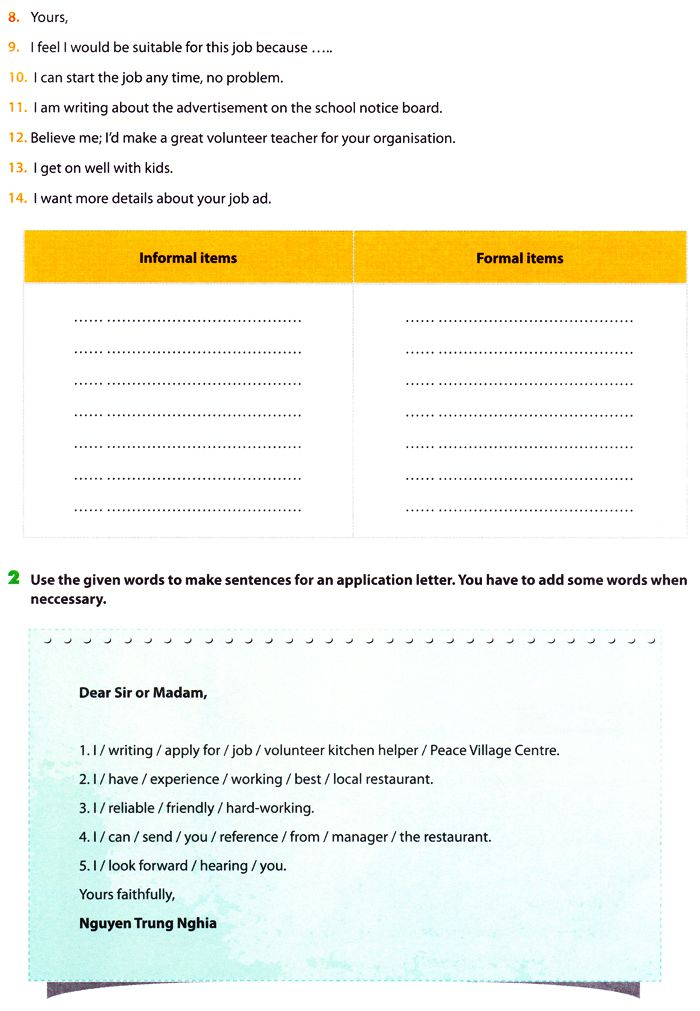 8. Yours,
9. I feel I would be suitable for this job because …..
10. I can start the job any time, no problem.
11. I am writing about the advertisement on the school notice board.
12. Believe me; I'd make a great volunteer teacher for your organisation.
13. I get on well with kids.
14. I want more details about your job ad.
Informal items Formal items
...... ........................................... ...... ...........................................
...... ........................................... ...... ...........................................
...... ........................................... ...... ...........................................
...... ........................................... ...... ...........................................
...... ........................................... ...... ...........................................
...... ........................................... ...... ...........................................
...... ........................................... ...... ...........................................
2 Use the given words to make sentences for an application letter. You have to add some words when
neccessary.
Dear Sir or Madam,
1. I / writing / apply for / job / volunteer kitchen helper / Peace Village Centre.
2. I / have / experience / working / best / local restaurant.
3. I / reliable / friendly / hard-working.
4. I / can / send / you / reference / from / manager / the restaurant.
5. I / look forward / hearing / you.
Yours faithfully,
Nguyen Trung Nghia